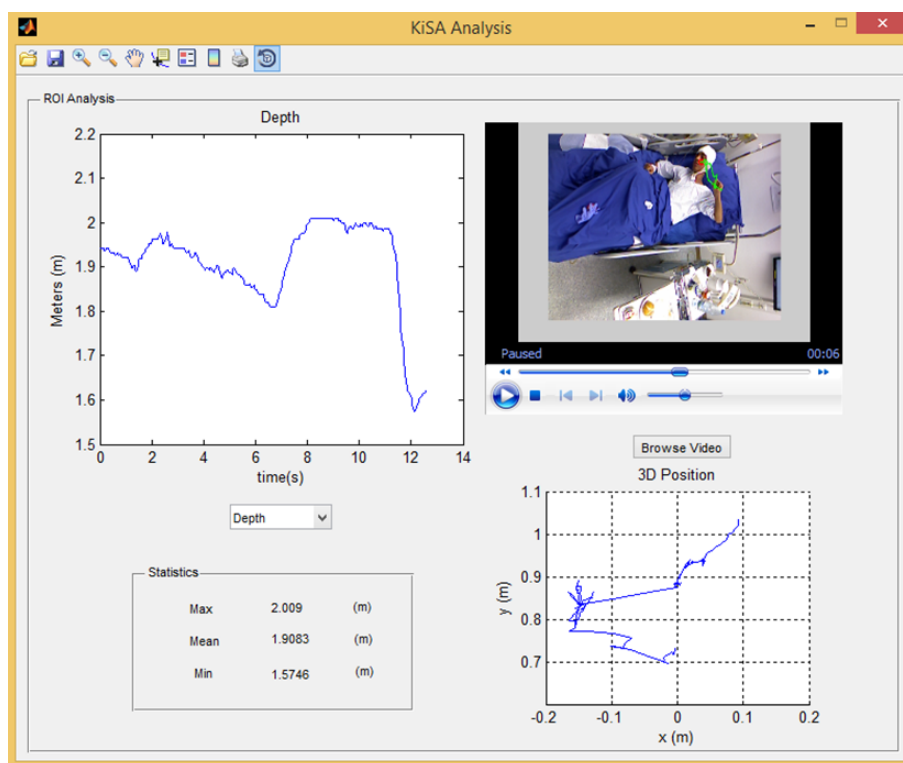 KiSA Analysis
ROI Analysis
Depth
2.2
2.1
2
1.9
1.8
1.7
1.6
1.5
Meters (m)
0 2 4 6 8 10 12 14
time(s)
Depth
Statistics
Max 2.009 (m)
Mean 1.9083 (m)
Min 1.5746 (m)
Paused 00:06
Browse Video
3D Position
1.1
1
0.9
0.8
0.7
y (m)
-0.2 -0.1 0 0.1 0.2
x (m)